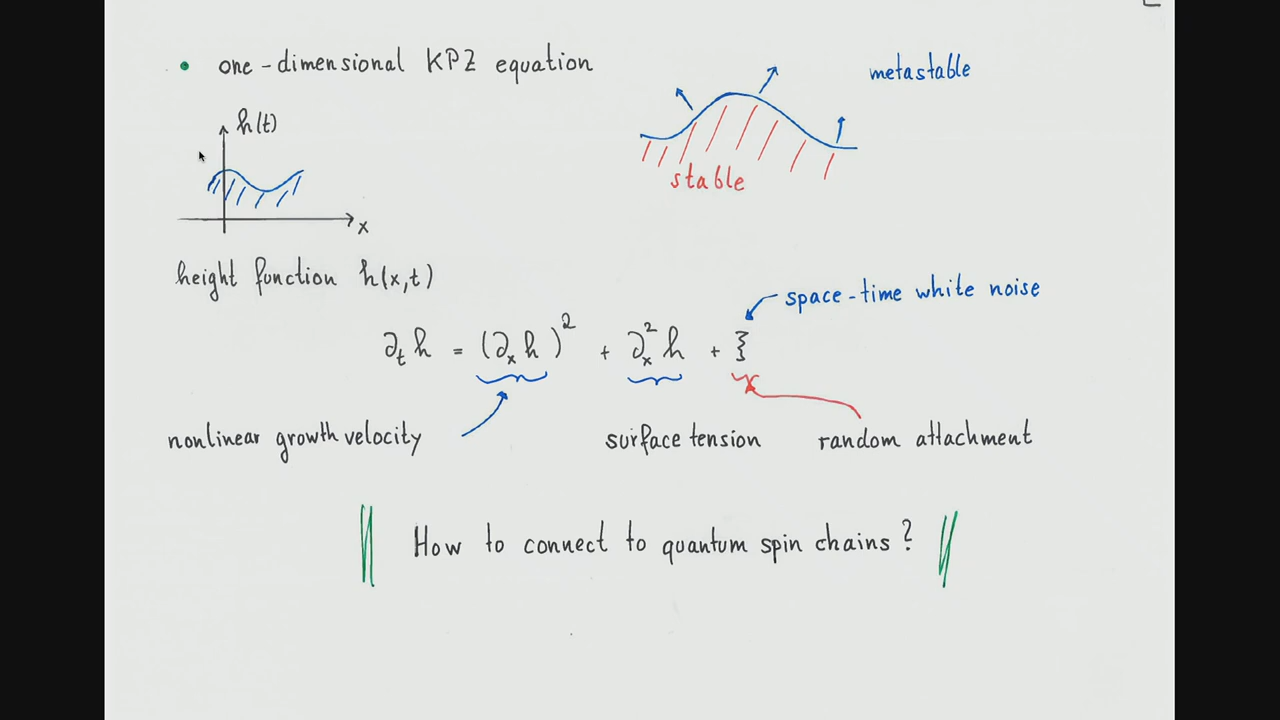 • one-dimensional KPZ equation
metastable
h(t)
stable
x
height function h(x,t)
space-time white noise
∂ₜh = (∂ₓh)² + ∂ₓ²h + ξ
nonlinear growth velocity
surface tension
random attachment
How to connect to quantum spin chains?